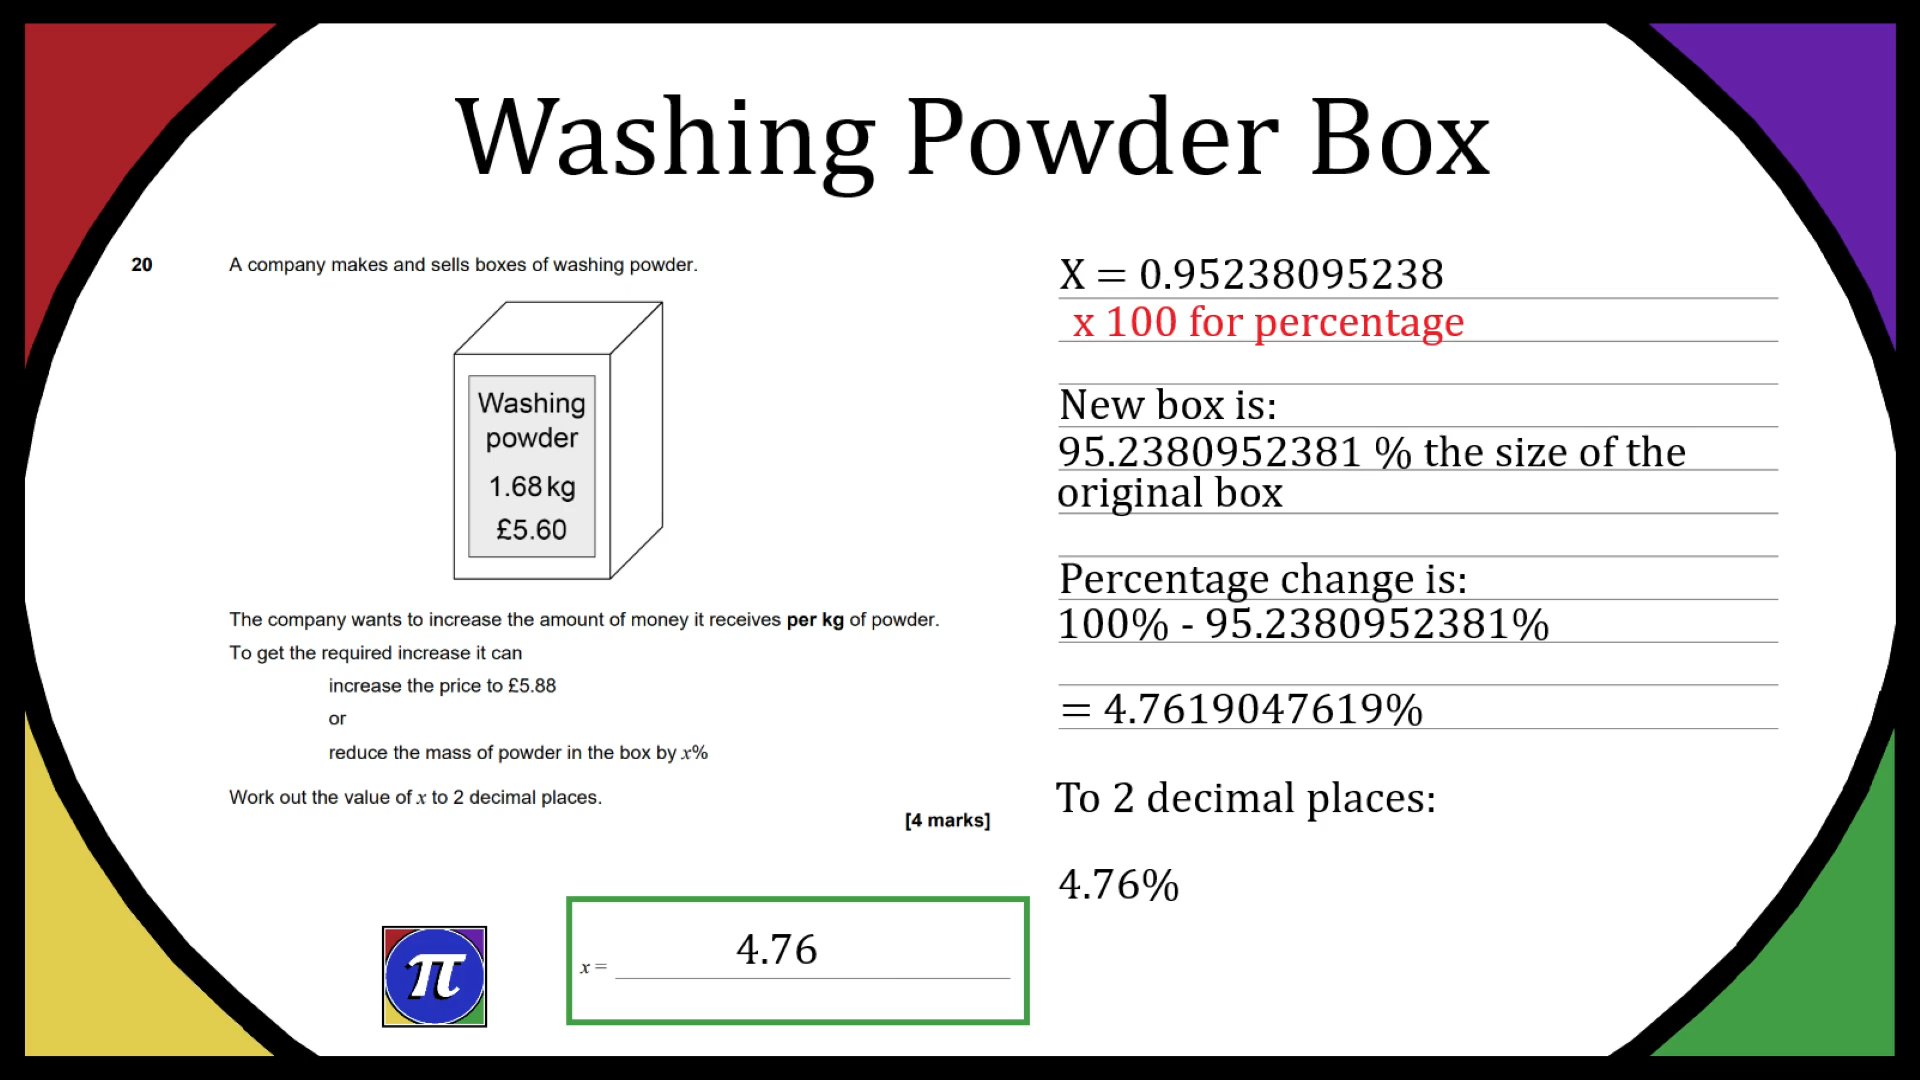 Washing Powder Box
20 A company makes and sells boxes of washing powder.
Washing
powder
1.68 kg
£5.60
The company wants to increase the amount of money it receives per kg of powder.
To get the required increase it can
increase the price to £5.88
or
reduce the mass of powder in the box by x%
Work out the value of x to 2 decimal places.
[4 marks]
π
x = 4.76
X = 0.95238095238
x 100 for percentage
New box is:
95.2380952381 % the size of the
original box
Percentage change is:
100% - 95.2380952381%
= 4.7619047619%
To 2 decimal places:
4.76%